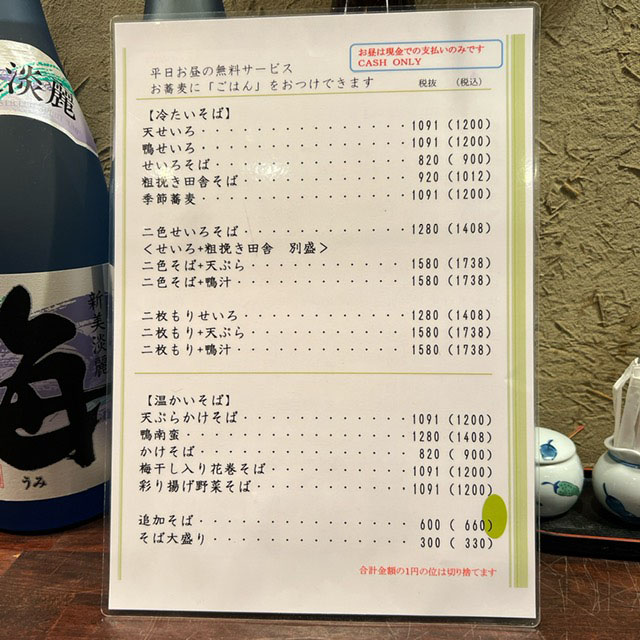 淡麗
新美淡麗
海
うみ
お昼は現金での支払いのみです
CASH ONLY
平日お昼の無料サービス
お蕎麦に「ごはん」をおつけできます 税抜 (税込)
【冷たいそば】
天せいろ・・・・・・・・・・・・・・・1091(1200)
鴨せいろ・・・・・・・・・・・・・・・1091(1200)
せいろそば・・・・・・・・・・・・・・820( 900)
粗挽き田舎そば・・・・・・・・・・・・920(1012)
季節蕎麦・・・・・・・・・・・・・・・1091(1200)
二色せいろそば・・・・・・・・・・・・1280(1408)
<せいろ+粗挽き田舎 別盛>
二色そば+天ぷら・・・・・・・・・・・1580(1738)
二色そば+鴨汁・・・・・・・・・・・・1580(1738)
二枚もりせいろ・・・・・・・・・・・・1280(1408)
二枚もり+天ぷら・・・・・・・・・・・1580(1738)
二枚もり+鴨汁・・・・・・・・・・・・1580(1738)
【温かいそば】
天ぷらかけそば・・・・・・・・・・・・1091(1200)
鴨南蛮・・・・・・・・・・・・・・・・1280(1408)
かけそば・・・・・・・・・・・・・・・820( 900)
梅干し入り花巻そば・・・・・・・・・・1091(1200)
彩り揚げ野菜そば・・・・・・・・・・・1091(1200)
追加そば・・・・・・・・・・・・・・・600( 660)
そば大盛り・・・・・・・・・・・・・・300( 330)
合計金額の1円の位は切り捨てます